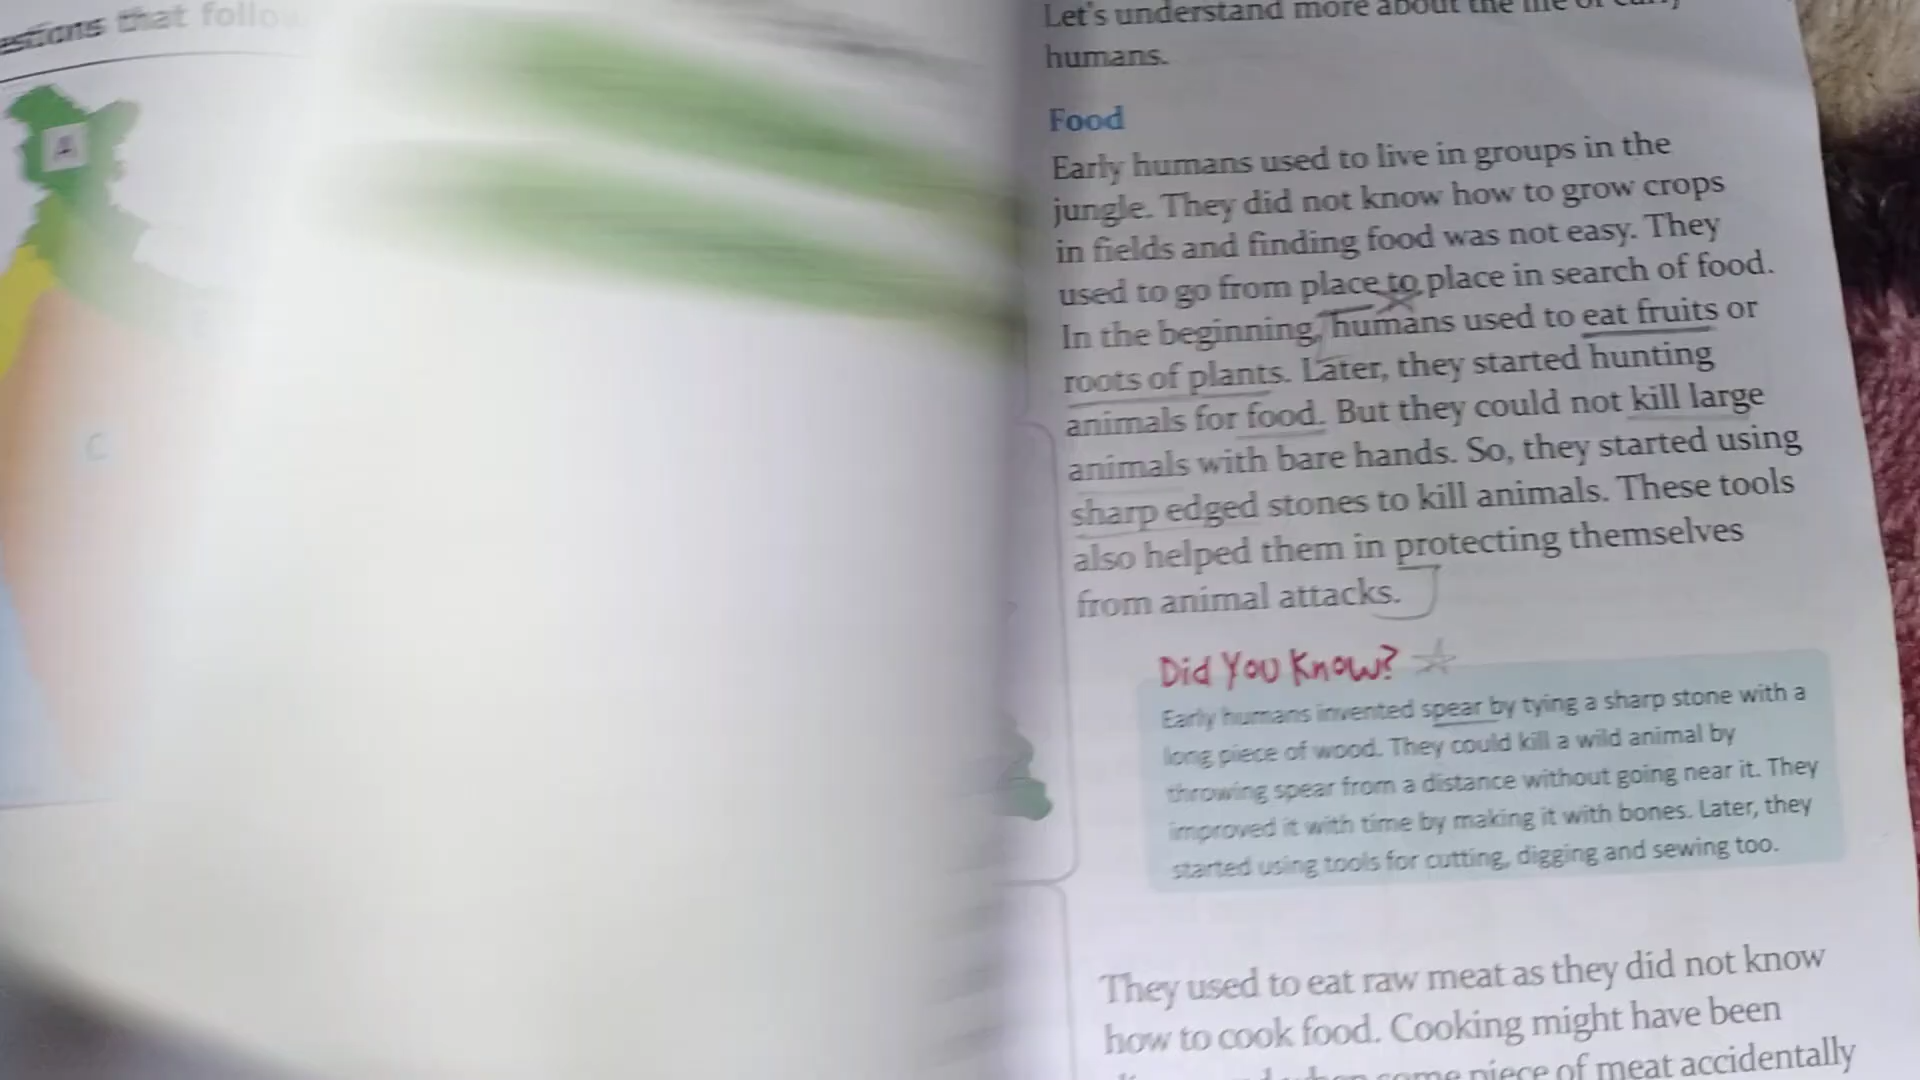 that
A
C
Let's understand more about the life of early
humans.
Food
Early humans used to live in groups in the
jungle. They did not know how to grow crops
in fields and finding food was not easy. They
used to go from place to place in search of food.
In the beginning, humans used to eat fruits or
roots of plants. Later, they started hunting
animals for food. But they could not kill large
animals with bare hands. So, they started using
sharp edged stones to kill animals. These tools
also helped them in protecting themselves
from animal attacks.
Did You Know?
Early humans invented spear by tying a sharp stone with a
long piece of wood. They could kill a wild animal by
throwing spear from a distance without going near it. They
improved it with time by making it with bones. Later, they
started using tools for cutting, digging and sewing too.
They used to eat raw meat as they did not know
how to cook food. Cooking might have been
some piece of meat accidentally